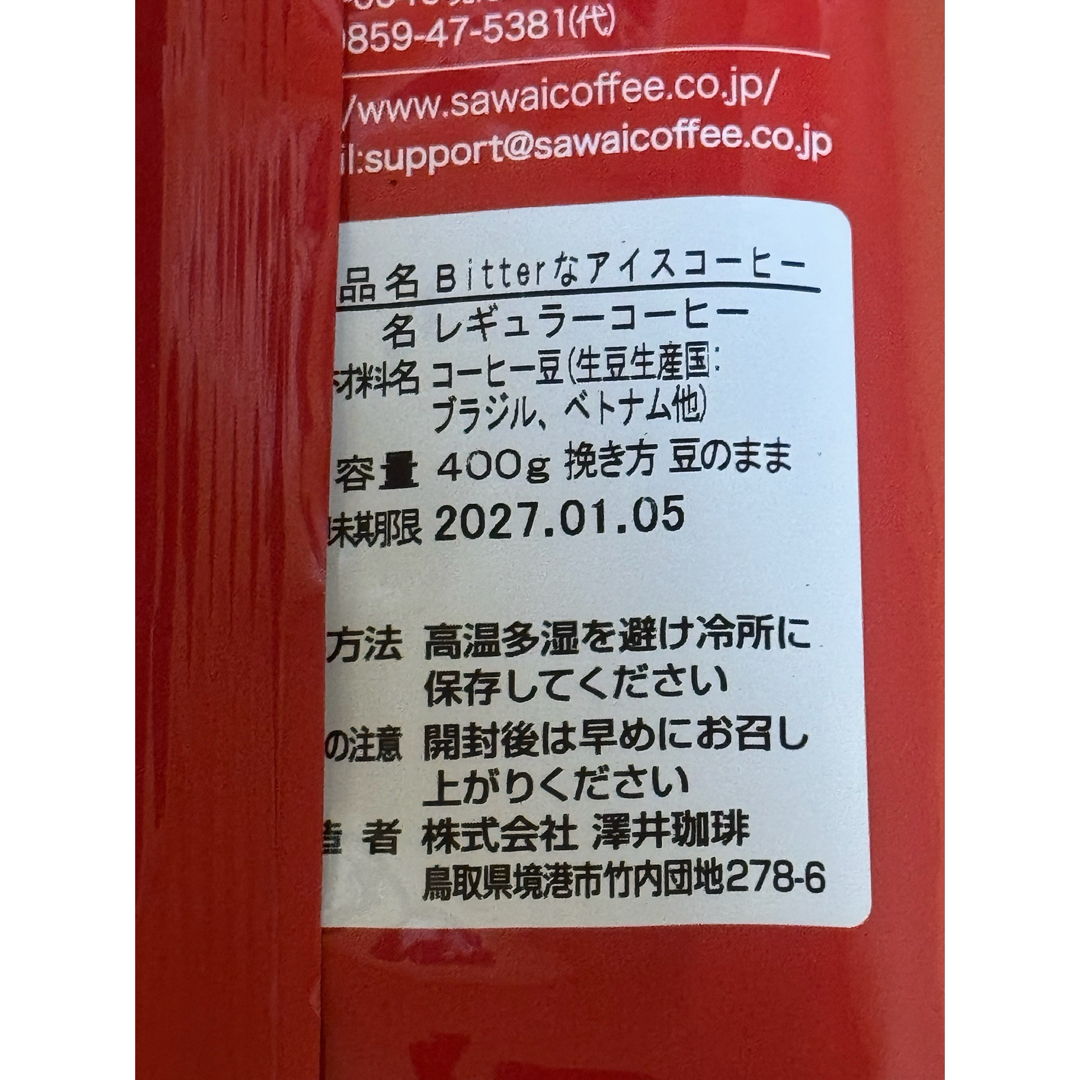 0859-47-5381(代)
/www.sawaicoffee.co.jp/
il:support@sawaicoffee.co.jp
品名 Bitterなアイスコーヒー
名 レギュラーコーヒー
材料名 コーヒー豆(生豆生産国:
ブラジル、ベトナム他)
容量 400g 挽き方 豆のまま
味期限 2027.01.05
方法 高温多湿を避け冷所に
保存してください
の注意 開封後は早めにお召し
上がりください
造者 株式会社 澤井珈琲
鳥取県境港市竹内団地278-6